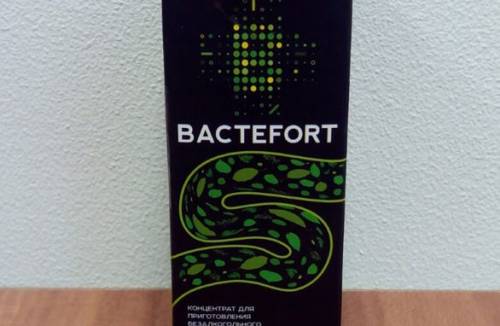 BACTEFORT
КОНЦЕНТРАТ ДЛЯ
ПРИГОТОВЛЕНИЯ
БЕЗАЛКОГОЛЬНОГО